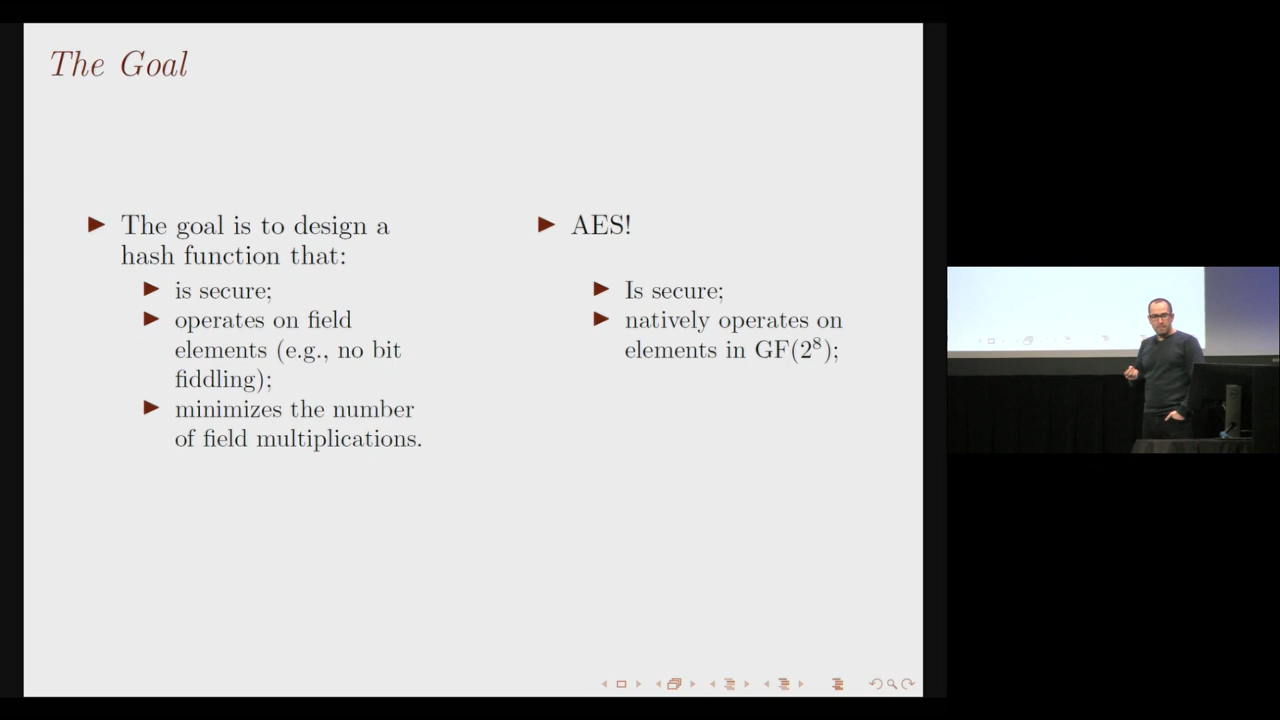 The Goal
► The goal is to design a
hash function that:
► is secure;
► operates on field
elements (e.g., no bit
fiddling);
► minimizes the number
of field multiplications.
► AES!
► Is secure;
► natively operates on
elements in GF(2⁸);